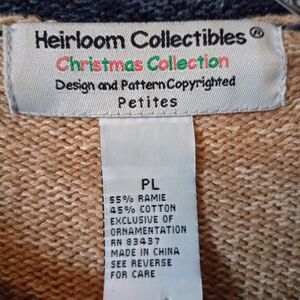 Heirloom Collectibles®
Christmas Collection
Design and Pattern Copyrighted
Petites
PL
55% RAMIE
45% COTTON
EXCLUSIVE OF
ORNAMENTATION
RN 83437
MADE IN CHINA
SEE REVERSE
FOR CARE